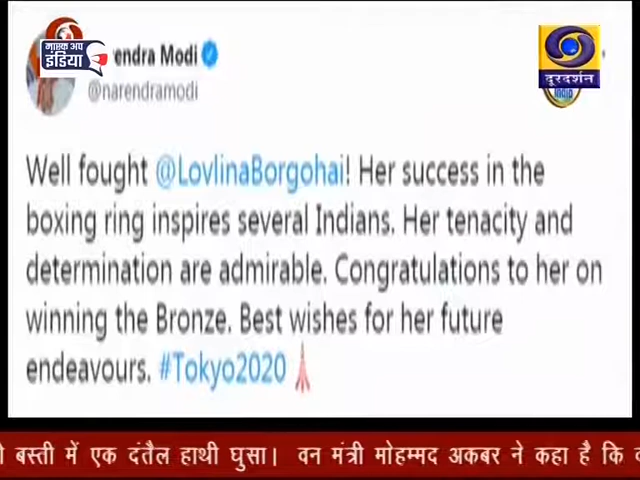 मास्क अप
इंडिया
endra Modi
@narendramodi
दूरदर्शन
India
Well fought @LovlinaBorgohai! Her success in the
boxing ring inspires several Indians. Her tenacity and
determination are admirable. Congratulations to her on
winning the Bronze. Best wishes for her future
endeavours. #Tokyo2020
बस्ती में एक दंतैल हाथी घुसा। वन मंत्री मोहम्मद अकबर ने कहा है कि